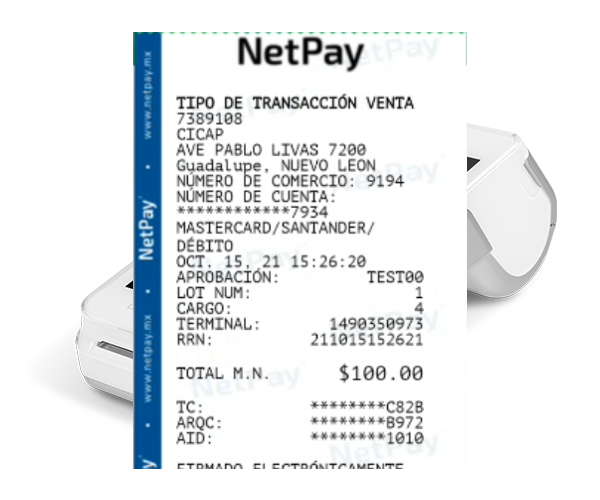 NetPay
TIPO DE TRANSACCIÓN VENTA
7389108
CICAP
AVE PABLO LIVAS 7200
Guadalupe, NUEVO LEON
NÚMERO DE COMERCIO: 9194
NÚMERO DE CUENTA:
************7934
MASTERCARD/SANTANDER/
DÉBITO
OCT. 15, 21 15:26:20
APROBACIÓN: TEST00
LOT NUM: 1
CARGO: 4
TERMINAL: 1490350973
RRN: 211015152621
TOTAL M.N. $100.00
TC: ********C82B
ARQC: ********B972
AID: ********1010
FIRMADO ELECTRÓNICAMENTE
www.netpay.mx
NetPay
www.netpay.mx